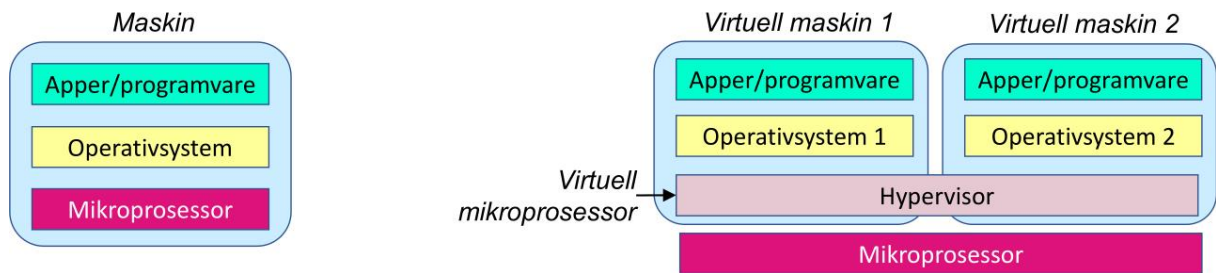 Maskin
Apper/programvare
Operativsystem
Mikroprosessor
Virtuell maskin 1
Virtuell maskin 2
Apper/programvare
Apper/programvare
Operativsystem 1
Operativsystem 2
Virtuell
mikroprosessor
Hypervisor
Mikroprosessor